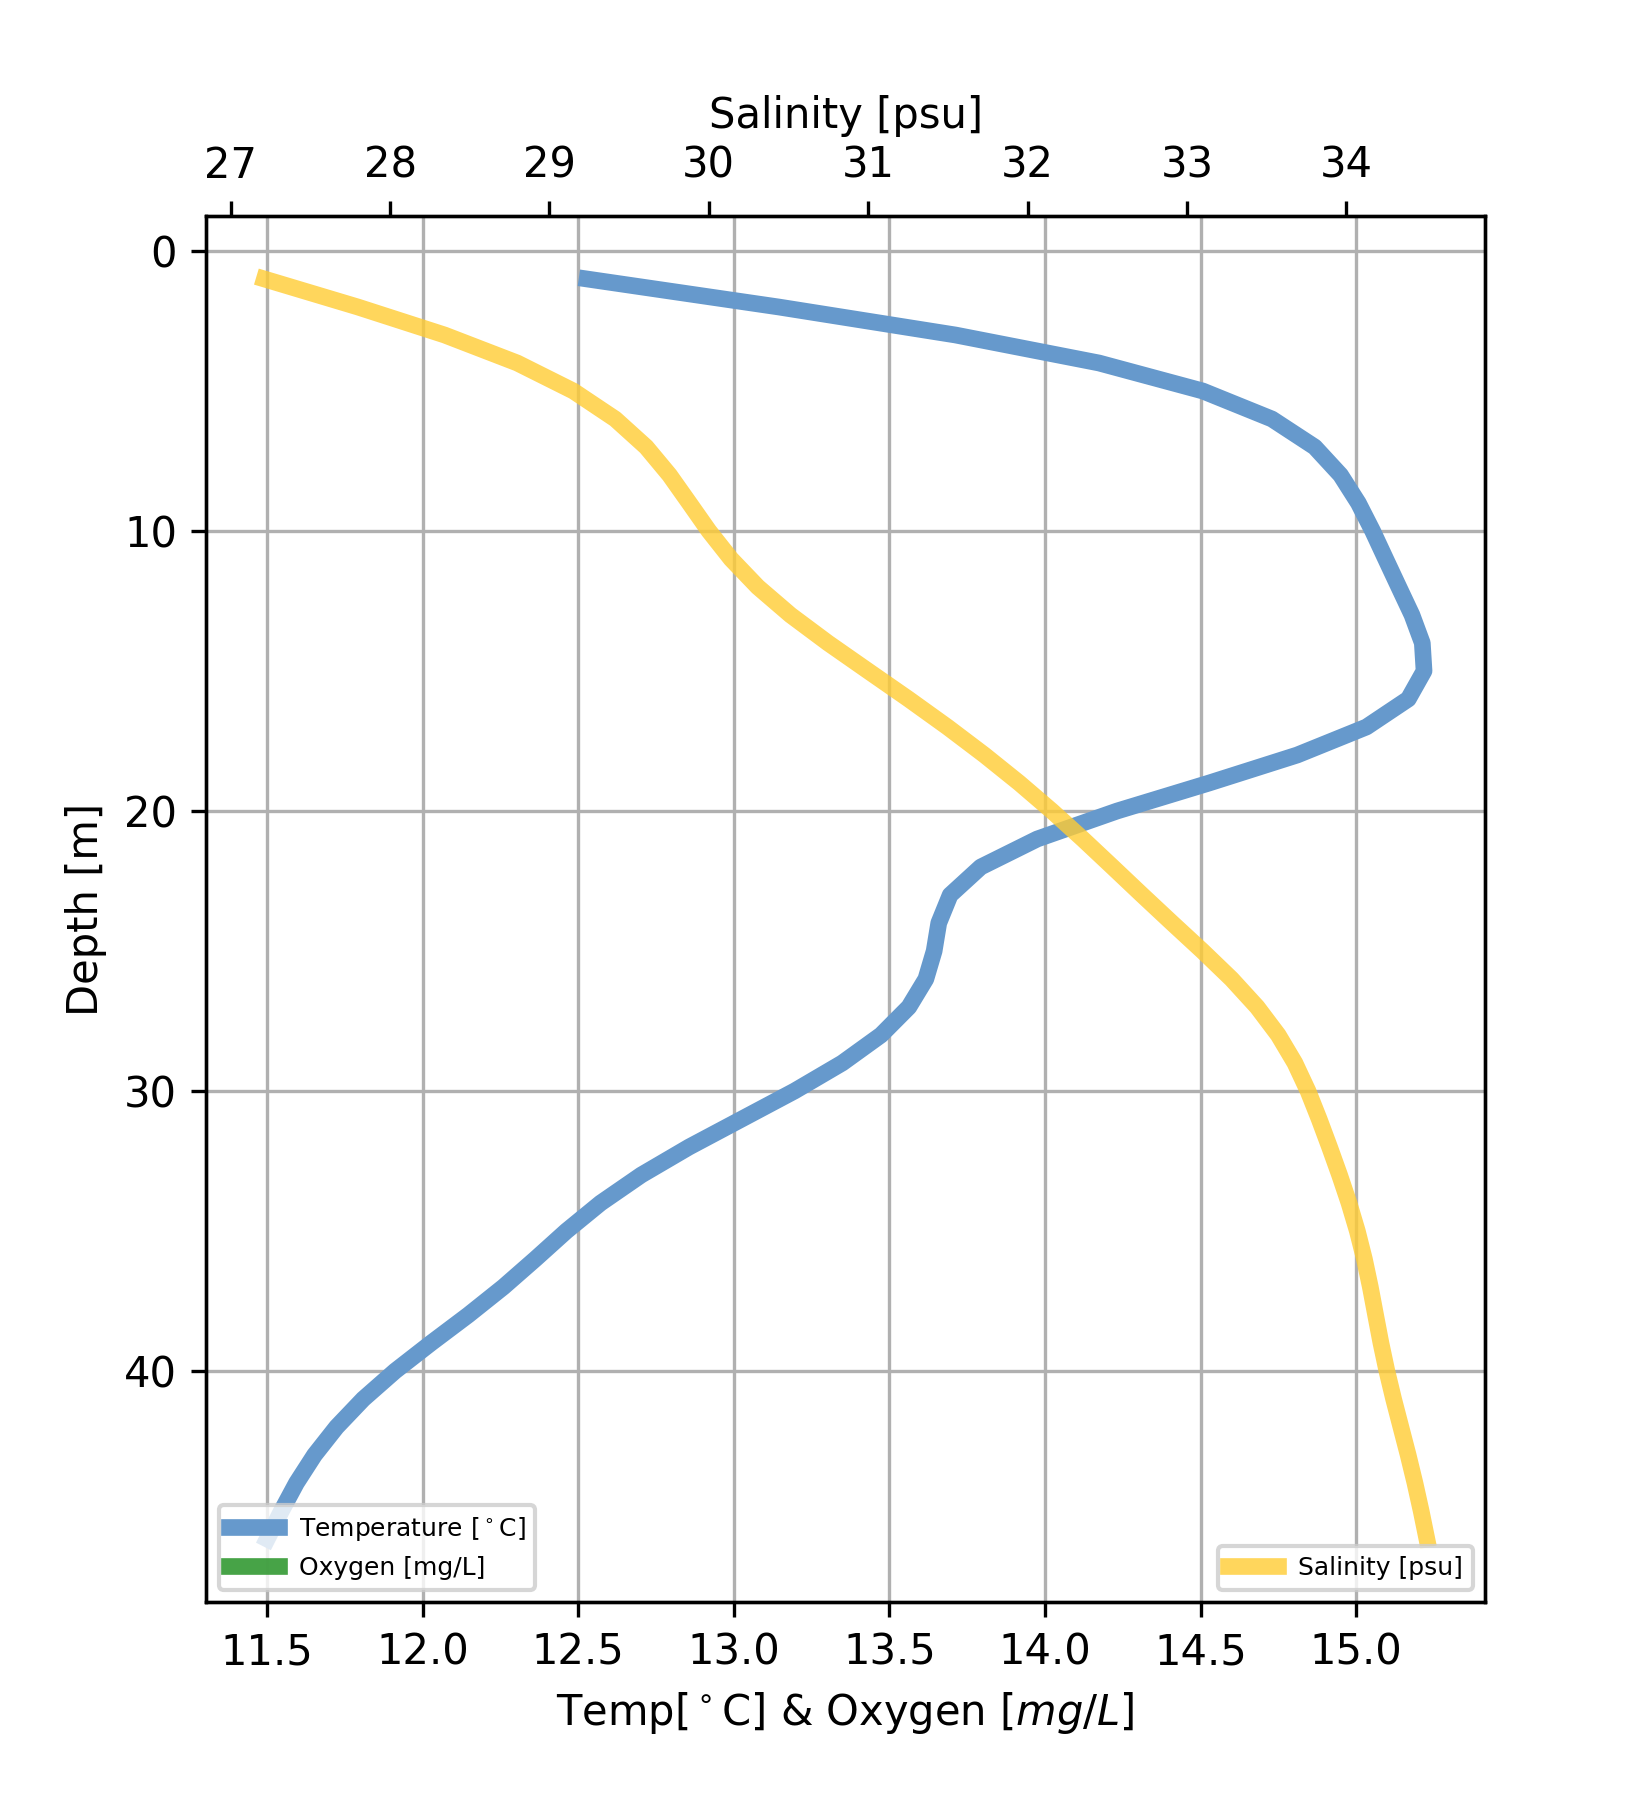 Salinity [psu]
27 28 29 30 31 32 33 34
0
10
20
30
40
Depth [m]
Temperature [°C]
Oxygen [mg/L]
Salinity [psu]
11.5 12.0 12.5 13.0 13.5 14.0 14.5 15.0
Temp[°C] & Oxygen [mg/L]